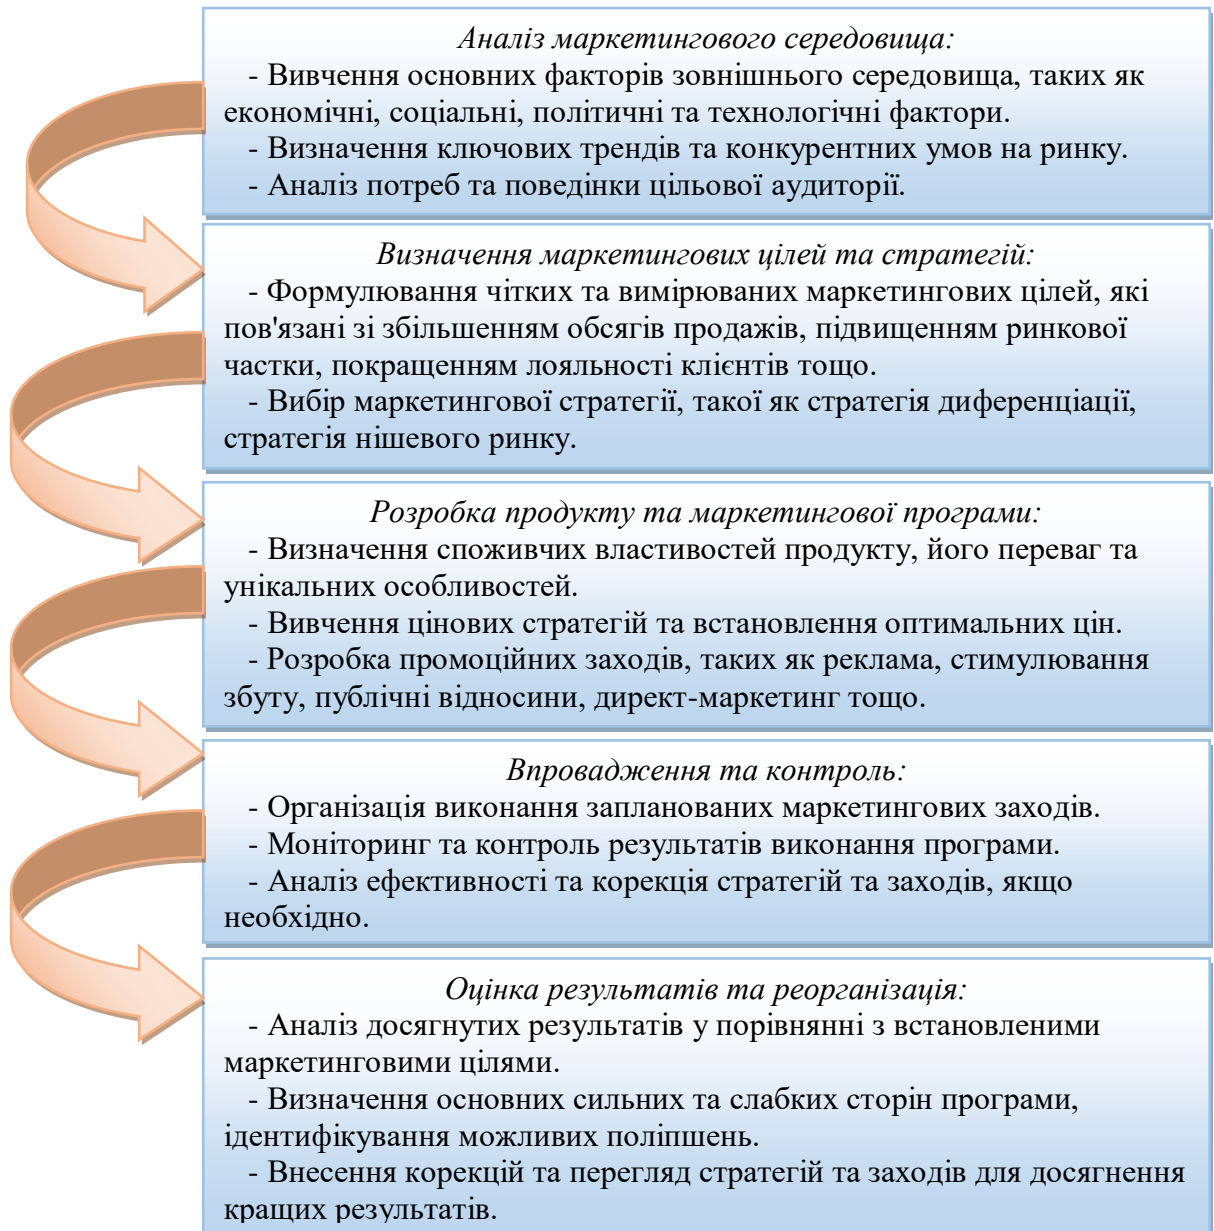 Аналіз маркетингового середовища:
- Вивчення основних факторів зовнішнього середовища, таких як
економічні, соціальні, політичні та технологічні фактори.
- Визначення ключових трендів та конкурентних умов на ринку.
- Аналіз потреб та поведінки цільової аудиторії.
Визначення маркетингових цілей та стратегій:
- Формулювання чітких та вимірюваних маркетингових цілей, які
пов'язані зі збільшенням обсягів продажів, підвищенням ринкової
частки, покращенням лояльності клієнтів тощо.
- Вибір маркетингової стратегії, такої як стратегія диференціації,
стратегія нішевого ринку.
Розробка продукту та маркетингової програми:
- Визначення споживчих властивостей продукту, його переваг та
унікальних особливостей.
- Вивчення цінових стратегій та встановлення оптимальних цін.
- Розробка промоційних заходів, таких як реклама, стимулювання
збуту, публічні відносини, директ-маркетинг тощо.
Впровадження та контроль:
- Організація виконання запланованих маркетингових заходів.
- Моніторинг та контроль результатів виконання програми.
- Аналіз ефективності та корекція стратегій та заходів, якщо
необхідно.
Оцінка результатів та реорганізація:
- Аналіз досягнутих результатів у порівнянні з встановленими
маркетинговими цілями.
- Визначення основних сильних та слабких сторін програми,
ідентифікування можливих поліпшень.
- Внесення корекцій та перегляд стратегій та заходів для досягнення
кращих результатів.